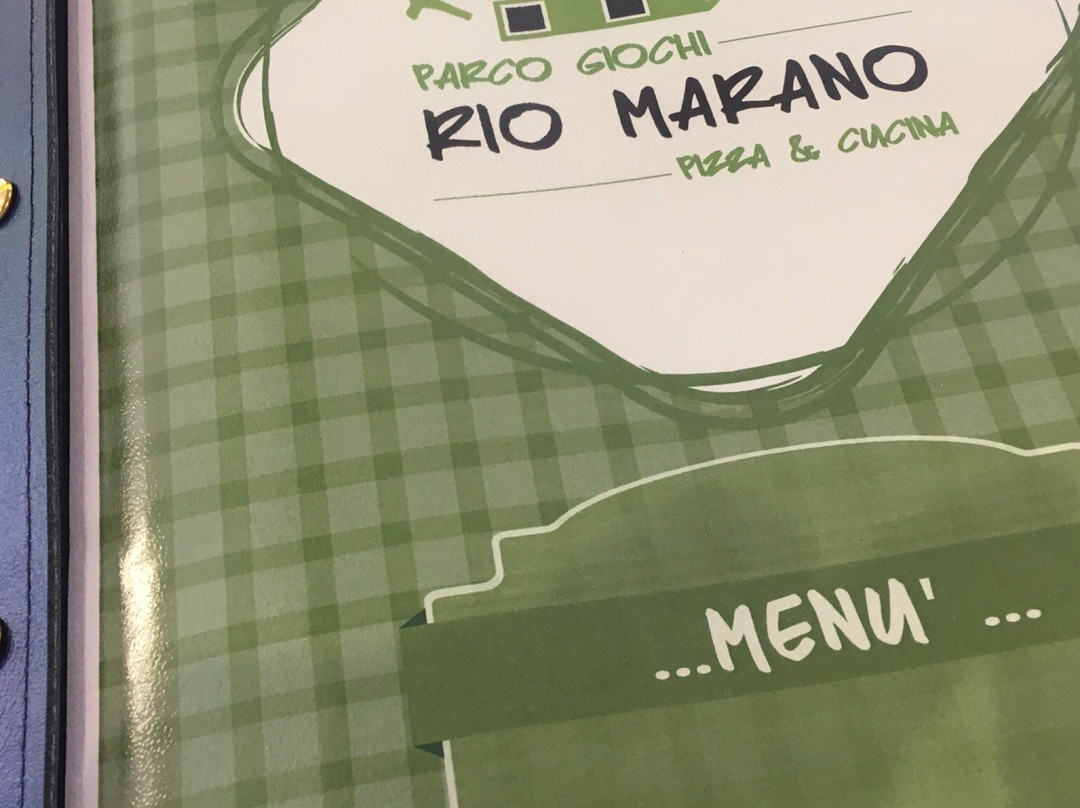 PARCO GIOCHI
RIO MARANO
PIZZA & CUCINA
...MENU' ...